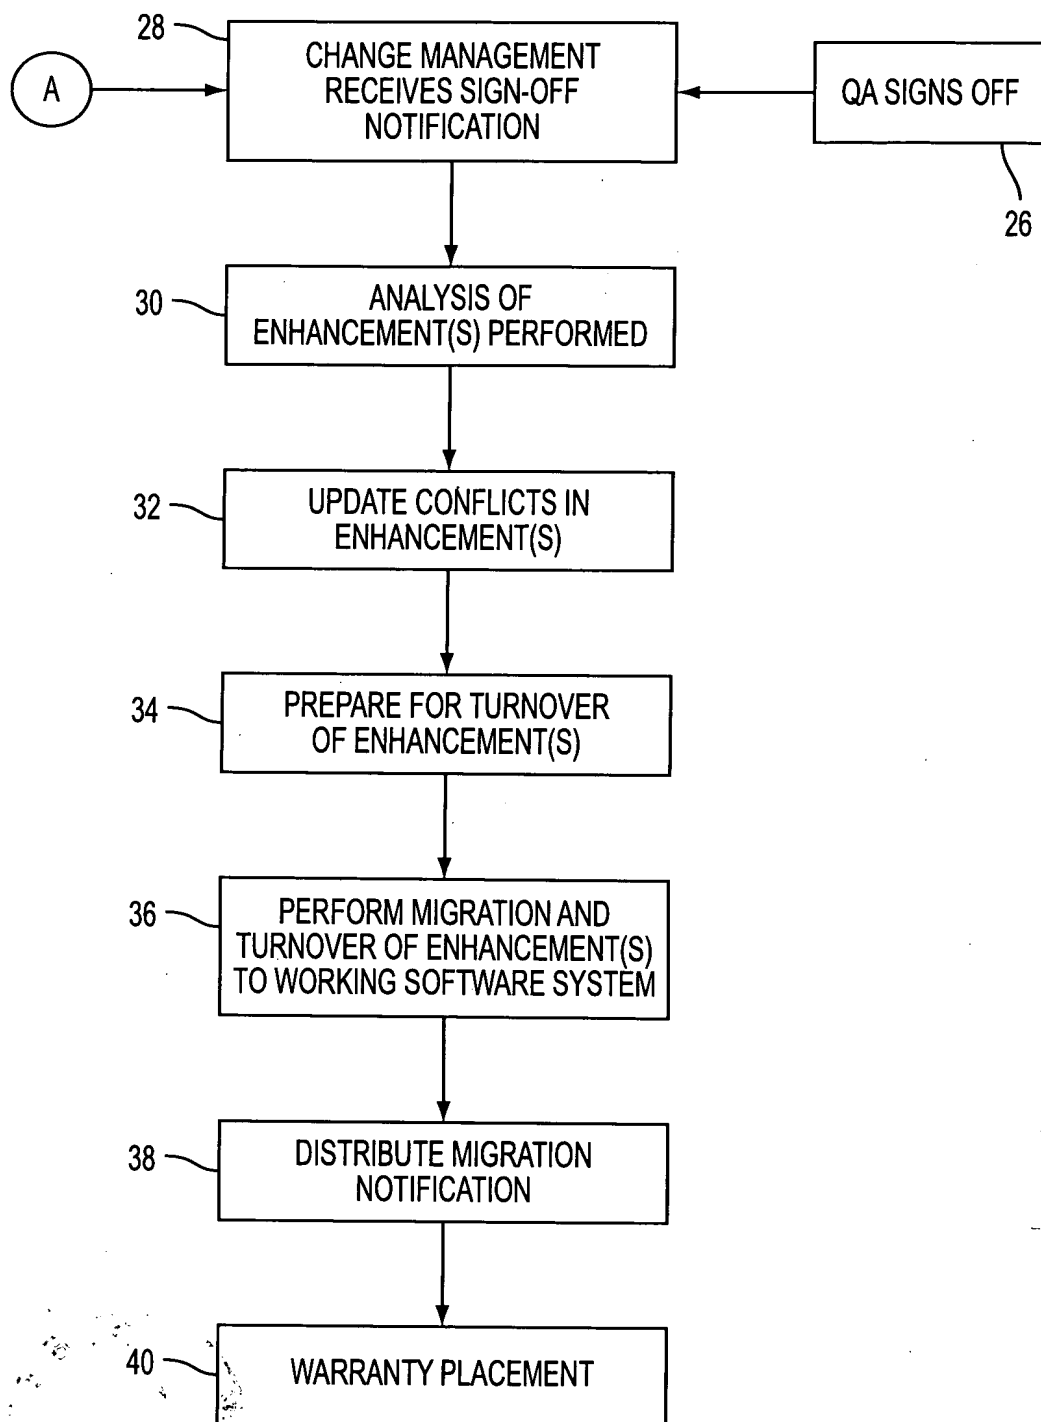 28
CHANGE MANAGEMENT
RECEIVES SIGN-OFF
NOTIFICATION
A
QA SIGNS OFF
26
30
ANALYSIS OF
ENHANCEMENT(S) PERFORMED
32
UPDATE CONFLICTS IN
ENHANCEMENT(S)
34
PREPARE FOR TURNOVER
OF ENHANCEMENT(S)
36
PERFORM MIGRATION AND
TURNOVER OF ENHANCEMENT(S)
TO WORKING SOFTWARE SYSTEM
38
DISTRIBUTE MIGRATION
NOTIFICATION
40
WARRANTY PLACEMENT